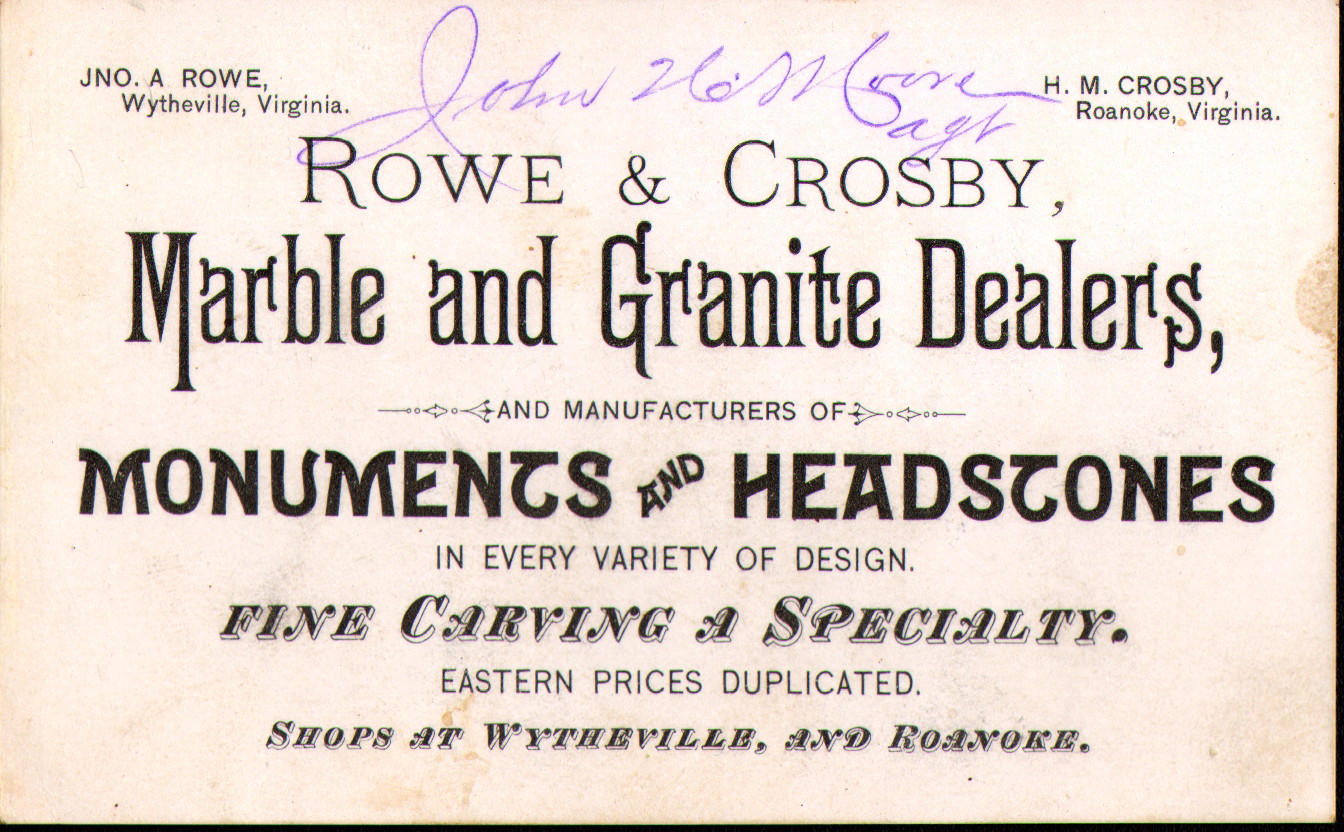 JNO. A ROWE,
Wytheville, Virginia.
John Moore
agt
H. M. CROSBY,
Roanoke, Virginia.
ROWE & CROSBY,
Marble and Granite Dealers,
AND MANUFACTURERS OF
MONUMENTS AND HEADSTONES
IN EVERY VARIETY OF DESIGN.
FINE CARVING A SPECIALTY.
EASTERN PRICES DUPLICATED.
SHOPS AT WYTHEVILLE, AND ROANOKE.